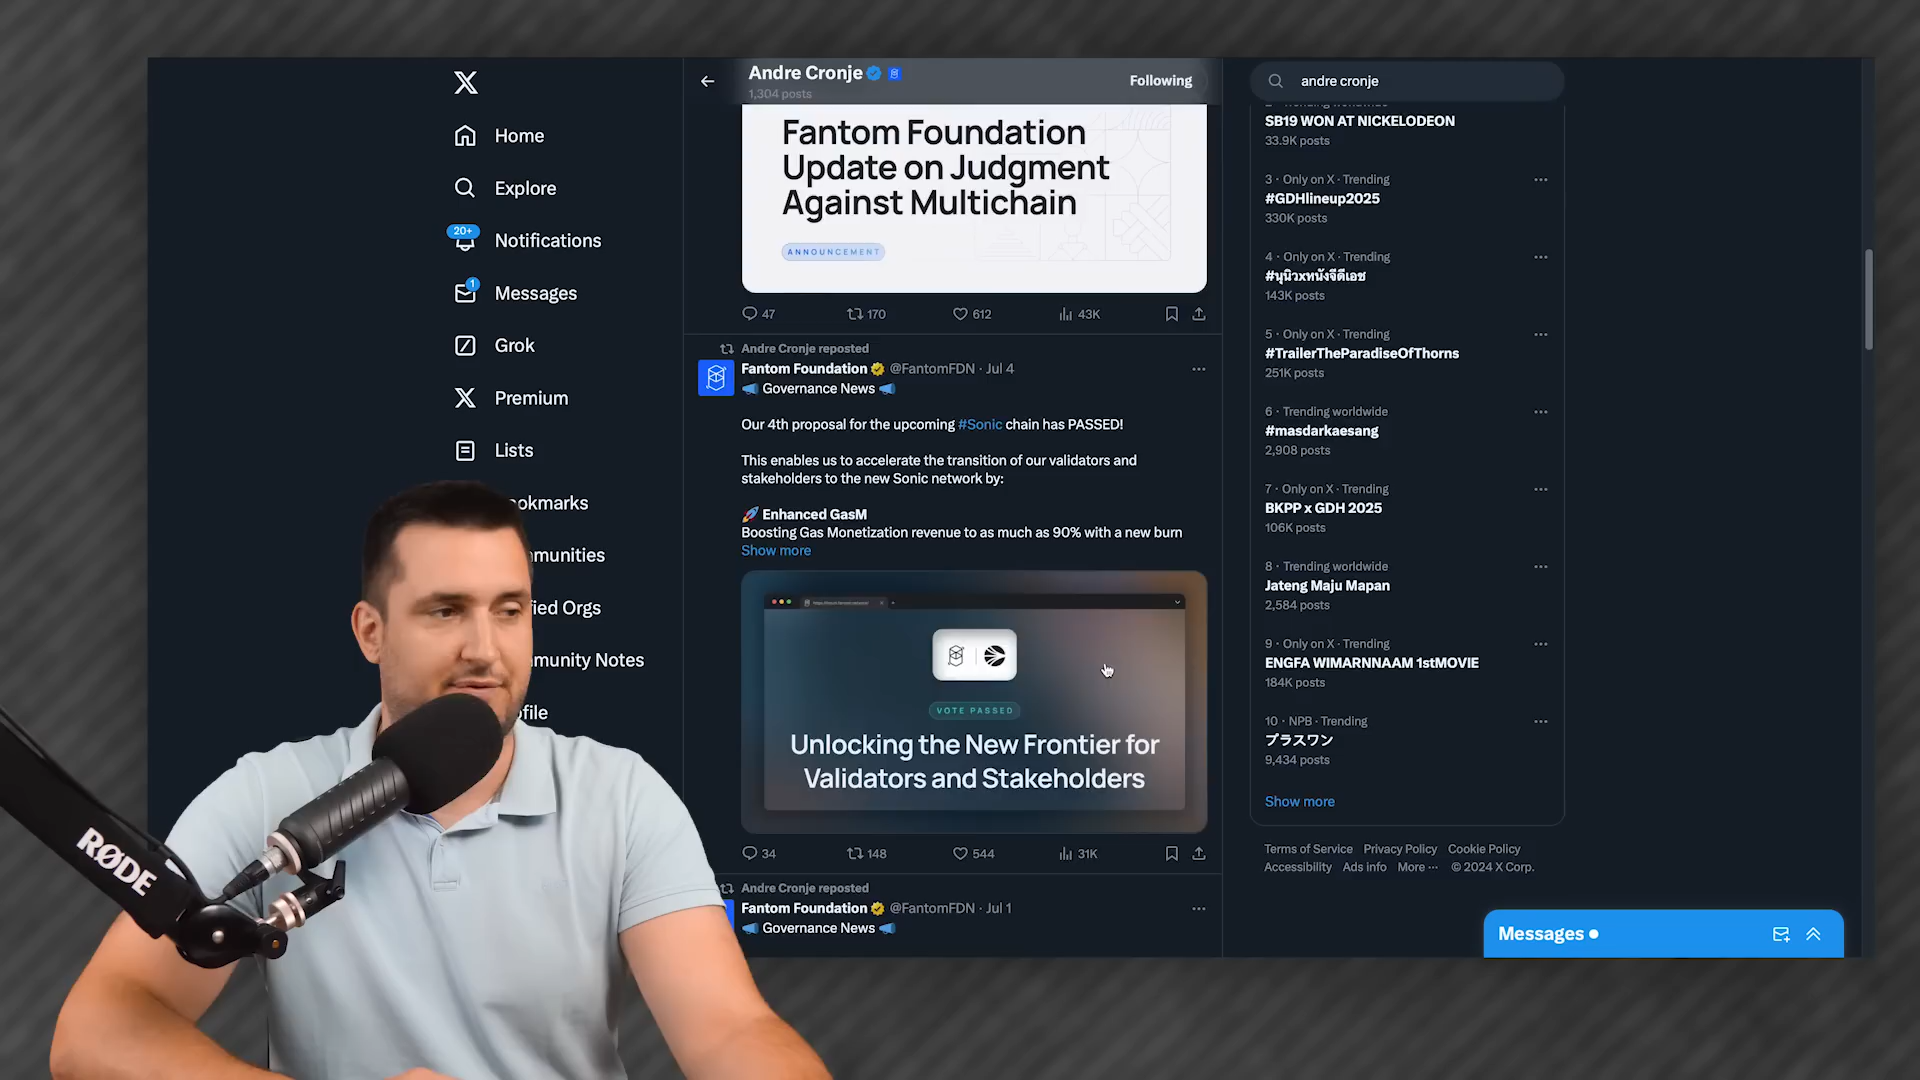 Home
Explore
20+
Notifications
1
Messages
Grok
Premium
Lists
okmarks
munities
fied Orgs
munity Notes
ofile
RØDE
Andre Cronje
1,304 posts
Following
Fantom Foundation
Update on Judgment
Against Multichain
ANNOUNCEMENT
47
170
612
43K
Andre Cronje reposted
Fantom Foundation @FantomFDN · Jul 4
Governance News
Our 4th proposal for the upcoming #Sonic chain has PASSED!
This enables us to accelerate the transition of our validators and
stakeholders to the new Sonic network by:
Enhanced GasM
Boosting Gas Monetization revenue to as much as 90% with a new burn
Show more
VOTE PASSED
Unlocking the New Frontier for
Validators and Stakeholders
34
148
544
31K
Andre Cronje reposted
Fantom Foundation @FantomFDN · Jul 1
Governance News
andre cronje
SB19 WON AT NICKELODEON
33.9K posts
3 · Only on X · Trending
#GDHlineup2025
330K posts
4 · Only on X · Trending
#นุนิวxหนังจีดีเอช
143K posts
5 · Only on X · Trending
#TrailerTheParadiseOfThorns
251K posts
6 · Trending worldwide
#masdarkaesang
2,908 posts
7 · Only on X · Trending
BKPP x GDH 2025
106K posts
8 · Trending worldwide
Jateng Maju Mapan
2,584 posts
9 · Only on X · Trending
ENGFA WIMARNNAAM 1stMOVIE
184K posts
10 · NPB · Trending
プラスワン
9,434 posts
Show more
Terms of Service Privacy Policy Cookie Policy
Accessibility Ads info More ··· © 2024 X Corp.
Messages